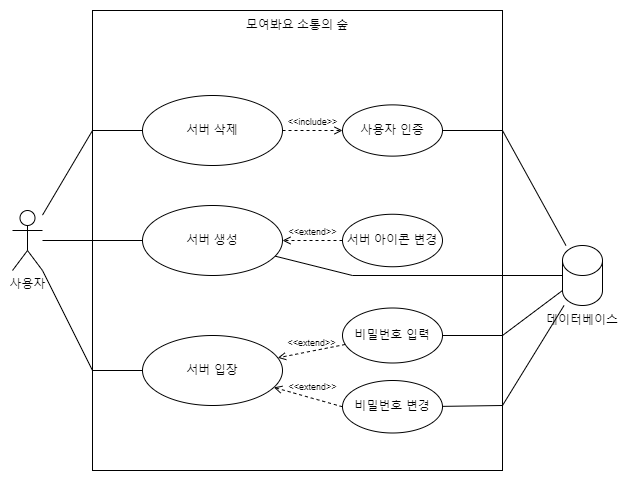 모여봐요 소통의 숲
서버 삭제
<<include>>
사용자 인증
서버 생성
<<extend>>
서버 아이콘 변경
사용자
데이터베이스
비밀번호 입력
<<extend>>
서버 입장
<<extend>>
비밀번호 변경